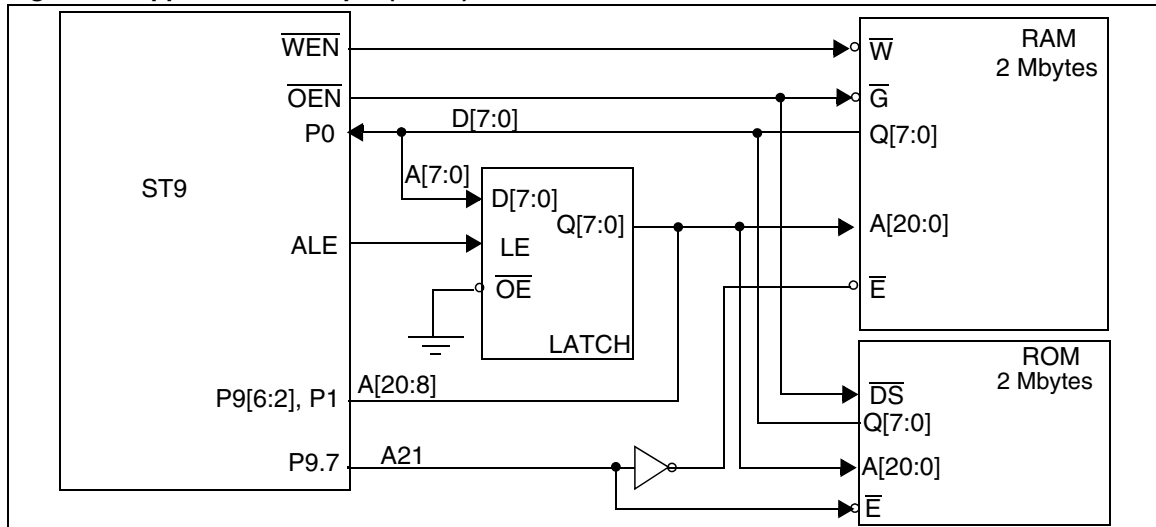 WEN
OEN
P0
ST9
ALE
P9[6:2], P1
P9.7
D[7:0]
A[7:0]
D[7:0]
Q[7:0]
LE
OE
LATCH
A[20:8]
A21
RAM
2 Mbytes
W
G
Q[7:0]
A[20:0]
E
ROM
2 Mbytes
DS
Q[7:0]
A[20:0]
E